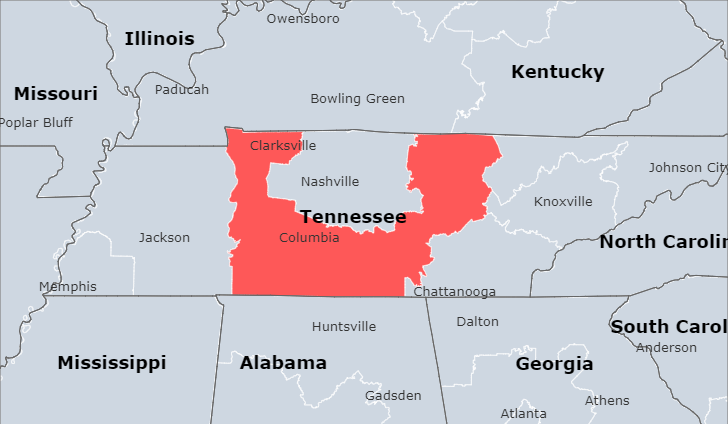 Owensboro
Illinois
Kentucky
Missouri
Paducah
Bowling Green
Poplar Bluff
Clarksville
Johnson City
Nashville
Knoxville
Tennessee
Jackson
Columbia
North Carolin
Memphis
Chattanooga
Dalton
Huntsville
South Carol
Anderson
Mississippi
Alabama
Georgia
Gadsden
Athens
Atlanta